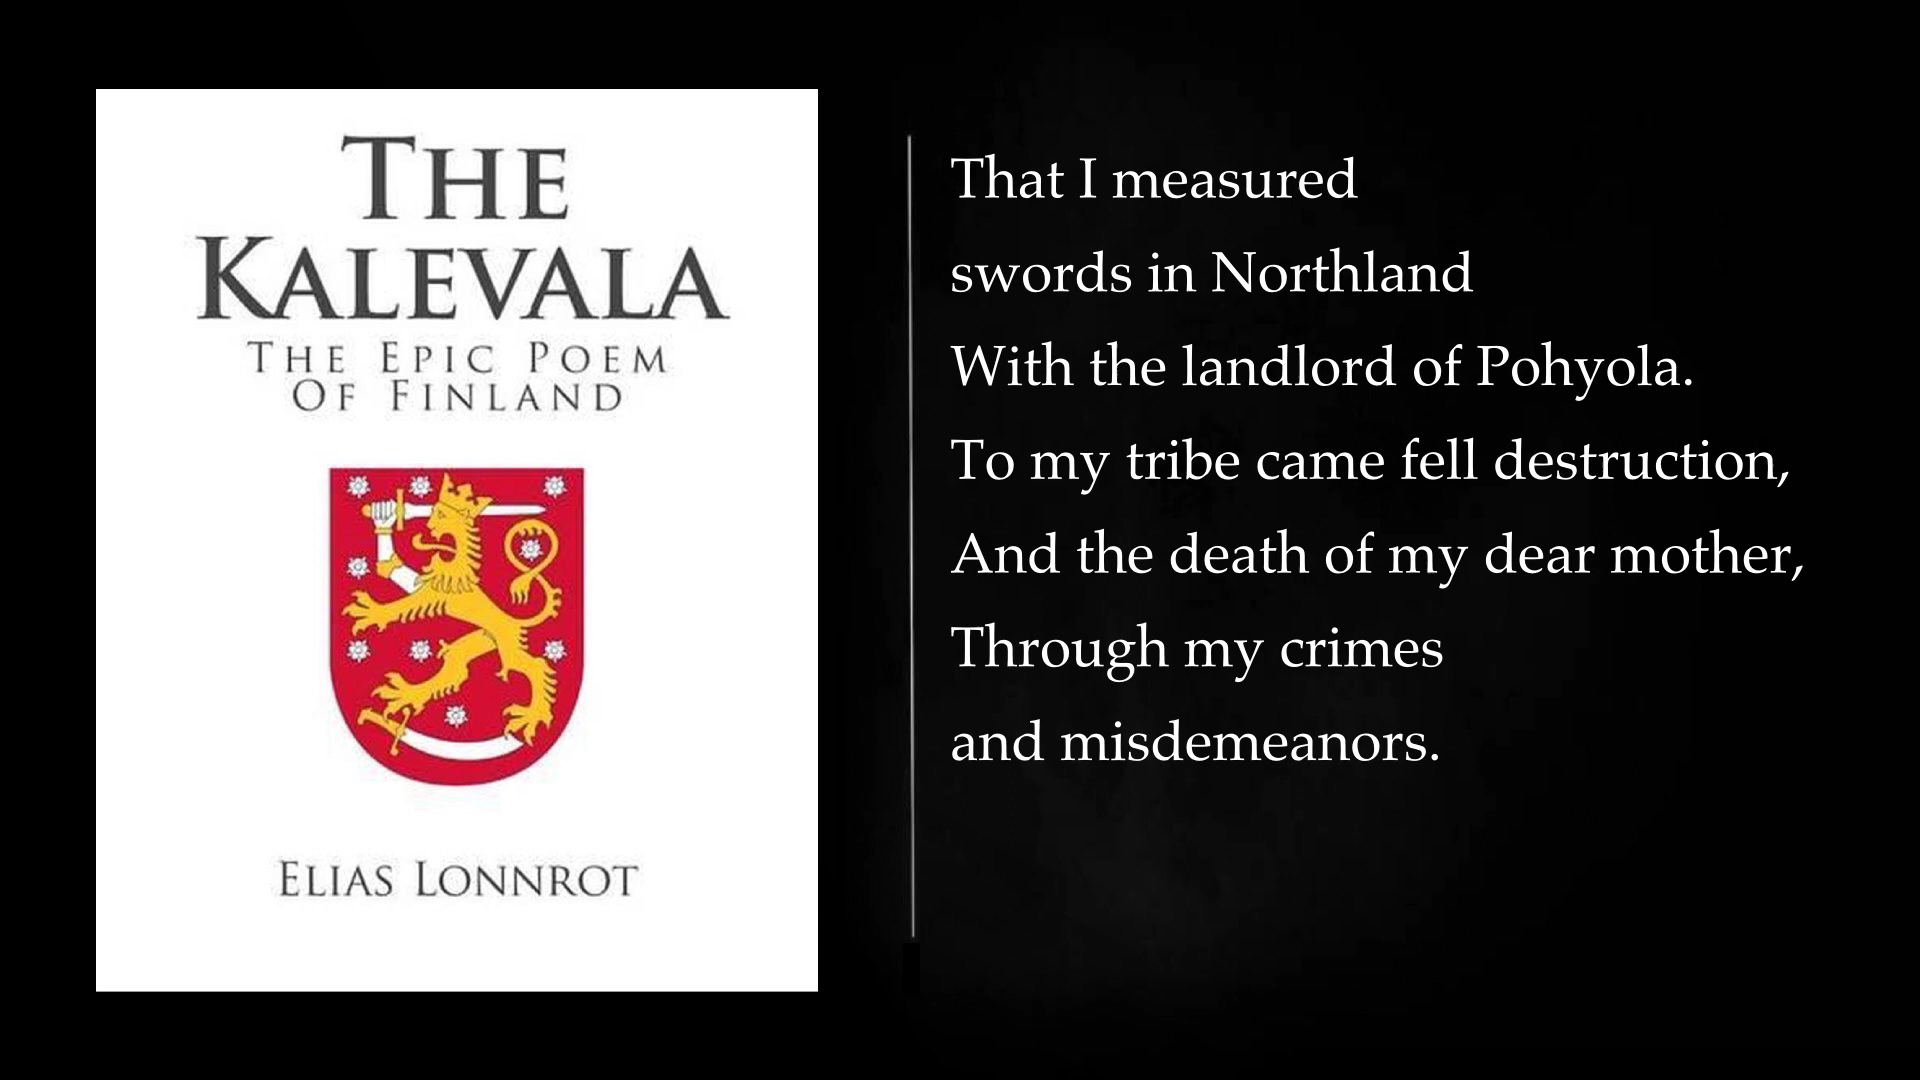 THE
KALEVALA
THE EPIC POEM
OF FINLAND
ELIAS LONNROT
That I measured
swords in Northland
With the landlord of Pohyola.
To my tribe came fell destruction,
And the death of my dear mother,
Through my crimes
and misdemeanors.